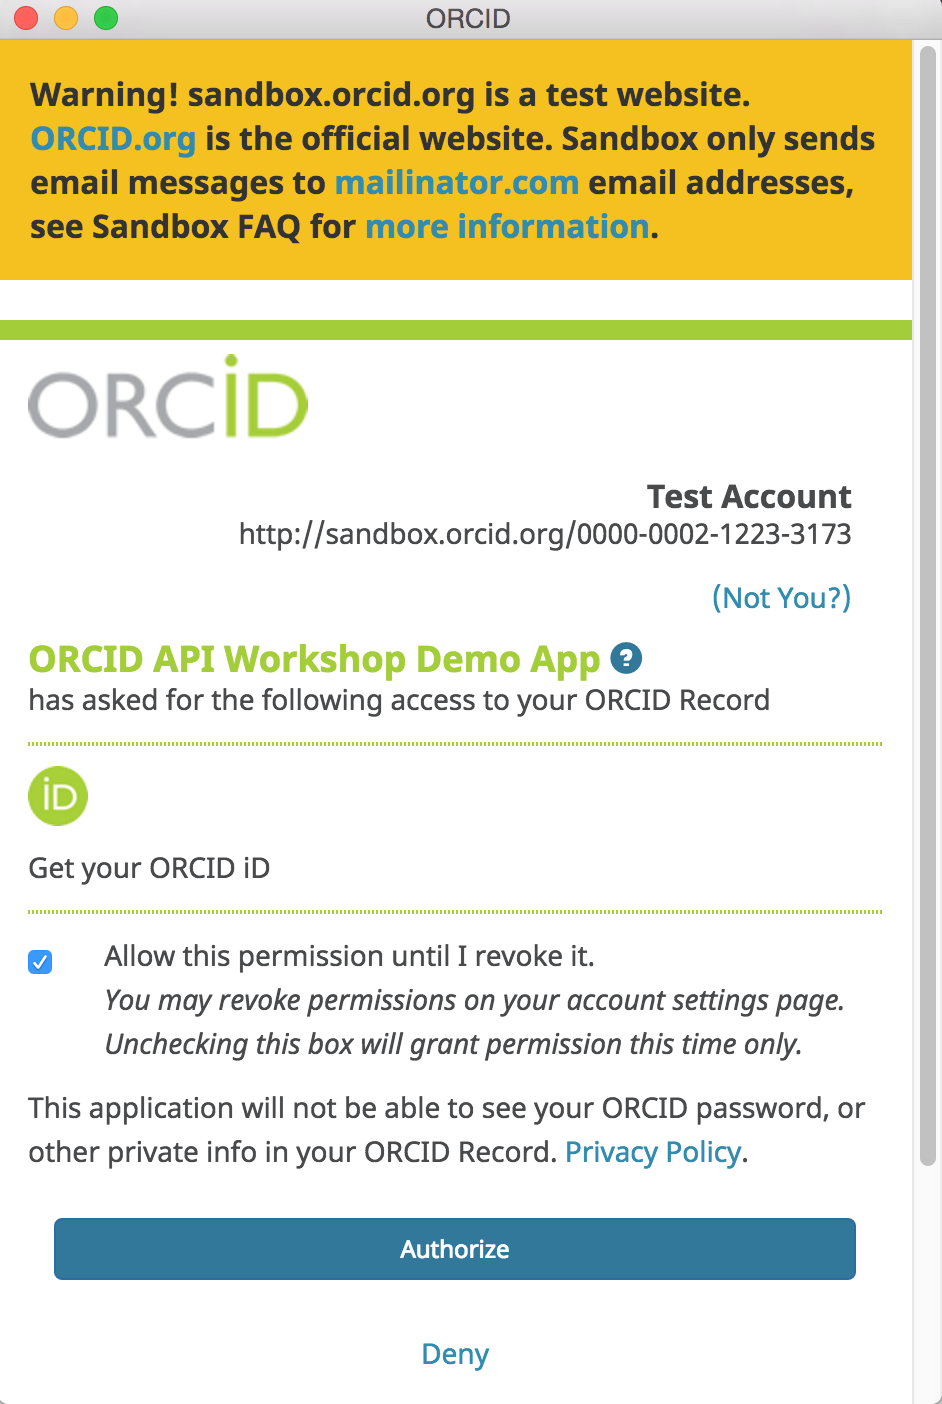 ORCID
Warning! sandbox.orcid.org is a test website.
ORCID.org is the official website. Sandbox only sends
email messages to mailinator.com email addresses,
see Sandbox FAQ for more information.
ORCiD
Test Account
http://sandbox.orcid.org/0000-0002-1223-3173
(Not You?)
ORCID API Workshop Demo App ?
has asked for the following access to your ORCID Record
iD
Get your ORCID iD
Allow this permission until I revoke it.
You may revoke permissions on your account settings page.
Unchecking this box will grant permission this time only.
This application will not be able to see your ORCID password, or
other private info in your ORCID Record. Privacy Policy.
Authorize
Deny